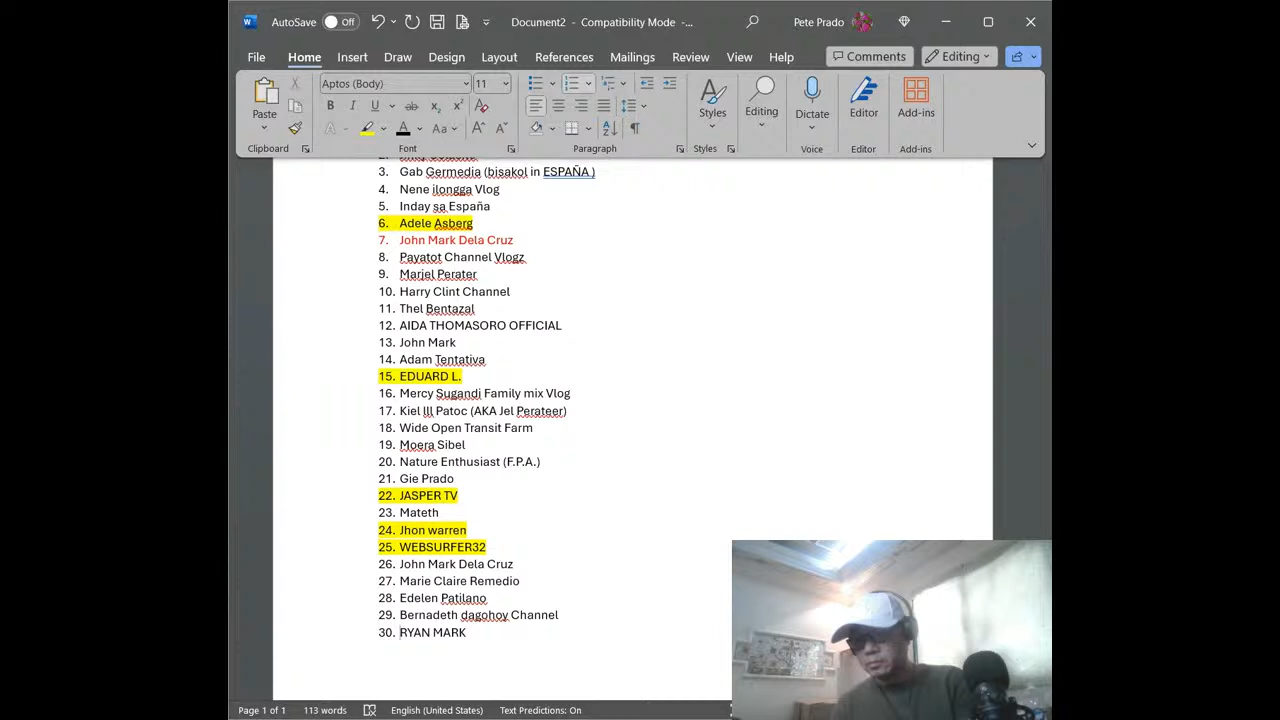 AutoSave Off Document2 - Compatibility Mode -... Pete Prado
File Home Insert Draw Design Layout References Mailings Review View Help Comments Editing
Aptos (Body) 11
Paste Styles Editing Dictate Editor Add-ins
Clipboard Font Paragraph Styles Voice Editor Add-ins
3. Gab Germedia (bisakol in ESPAÑA )
4. Nene ilongga Vlog
5. Inday sa España
6. Adele Asberg
7. John Mark Dela Cruz
8. Payatot Channel Vlogz
9. Marjel Perater
10. Harry Clint Channel
11. Thel Bentazal
12. AIDA THOMASORO OFFICIAL
13. John Mark
14. Adam Tentativa
15. EDUARD L.
16. Mercy Sugandi Family mix Vlog
17. Kiel lll Patoc (AKA Jel Perateer)
18. Wide Open Transit Farm
19. Moera Sibel
20. Nature Enthusiast (F.P.A.)
21. Gie Prado
22. JASPER TV
23. Mateth
24. Jhon warren
25. WEBSURFER32
26. John Mark Dela Cruz
27. Marie Claire Remedio
28. Edelen Patilano
29. Bernadeth dagohoy Channel
30. RYAN MARK
Page 1 of 1 113 words English (United States) Text Predictions: On